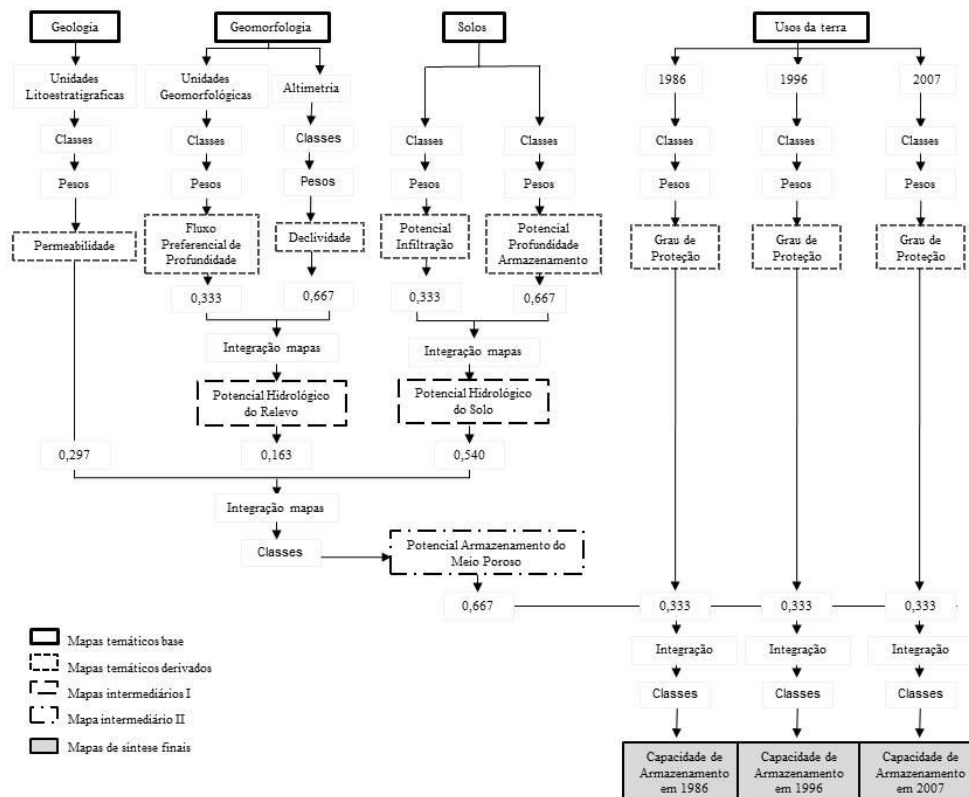 Geologia
Geomorfologia
Solos
Usos da terra
Unidades
Litoestratigraficas
Unidades
Geomorfológicas
Altimetria
1986
1996
2007
Classes
Classes
Classes
Classes
Classes
Classes
Classes
Classes
Pesos
Pesos
Pesos
Pesos
Pesos
Pesos
Pesos
Pesos
Permeabilidade
Fluxo
Preferencial de
Profundidade
Declividade
Potencial
Infiltração
Potencial
Profundidade
Armazenamento
Grau de
Proteção
Grau de
Proteção
Grau de
Proteção
0,333
0,667
0,333
0,667
Integração mapas
Integração mapas
Potencial Hidrológico
do Relevo
Potencial Hidrológico
do Solo
0,297
0,163
0,540
Integração mapas
Classes
Potencial Armazenamento do
Meio Poroso
0,667
0,333
0,333
0,333
Integração
Integração
Integração
Classes
Classes
Classes
Capacidade de
Armazenamento
em 1986
Capacidade de
Armazenamento
em 1996
Capacidade de
Armazenamento
em 2007
Mapas temáticos base
Mapas temáticos derivados
Mapas intermediários I
Mapa intermediário II
Mapas de síntese finais